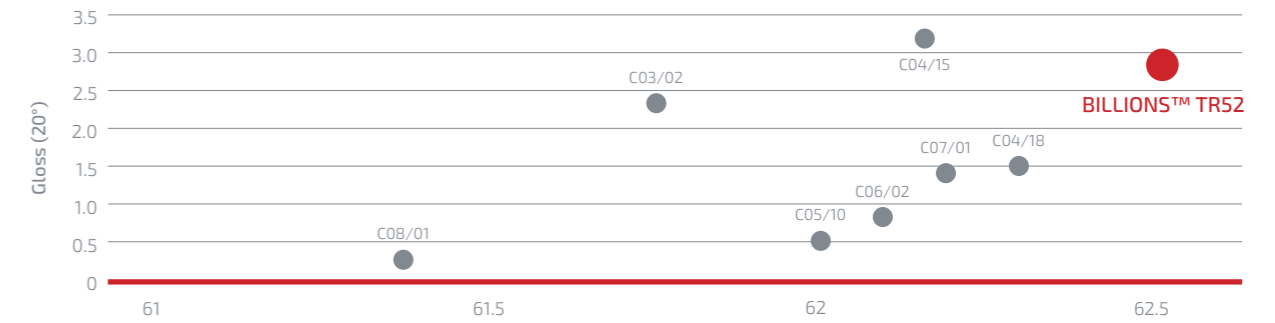 3.5
3.0
2.5
2.0
1.5
1.0
0.5
0
Gloss (20°)
C03/02
C04/15
BILLIONS™ TR52
C07/01
C04/18
C06/02
C05/10
C08/01
61
61.5
62
62.5